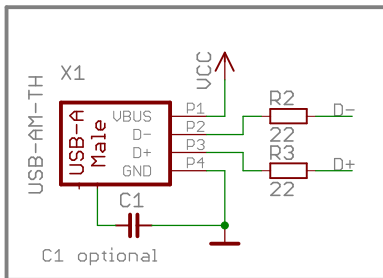 X1
VCC
USB-AM-TH
USB-A
Male
VBUS
D-
D+
GND
P1
P2
P3
P4
R2
22
D-
R3
22
D+
C1
C1 optional